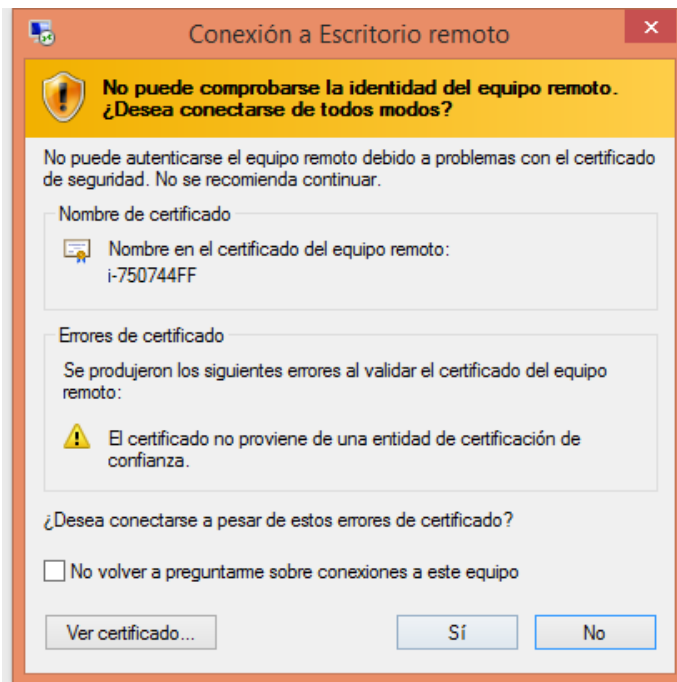 Conexión a Escritorio remoto
No puede comprobarse la identidad del equipo remoto.
¿Desea conectarse de todos modos?
No puede autenticarse el equipo remoto debido a problemas con el certificado
de seguridad. No se recomienda continuar.
Nombre de certificado
Nombre en el certificado del equipo remoto:
i-750744FF
Errores de certificado
Se produjeron los siguientes errores al validar el certificado del equipo
remoto:
El certificado no proviene de una entidad de certificación de
confianza.
¿Desea conectarse a pesar de estos errores de certificado?
No volver a preguntarme sobre conexiones a este equipo
Ver certificado... Sí No